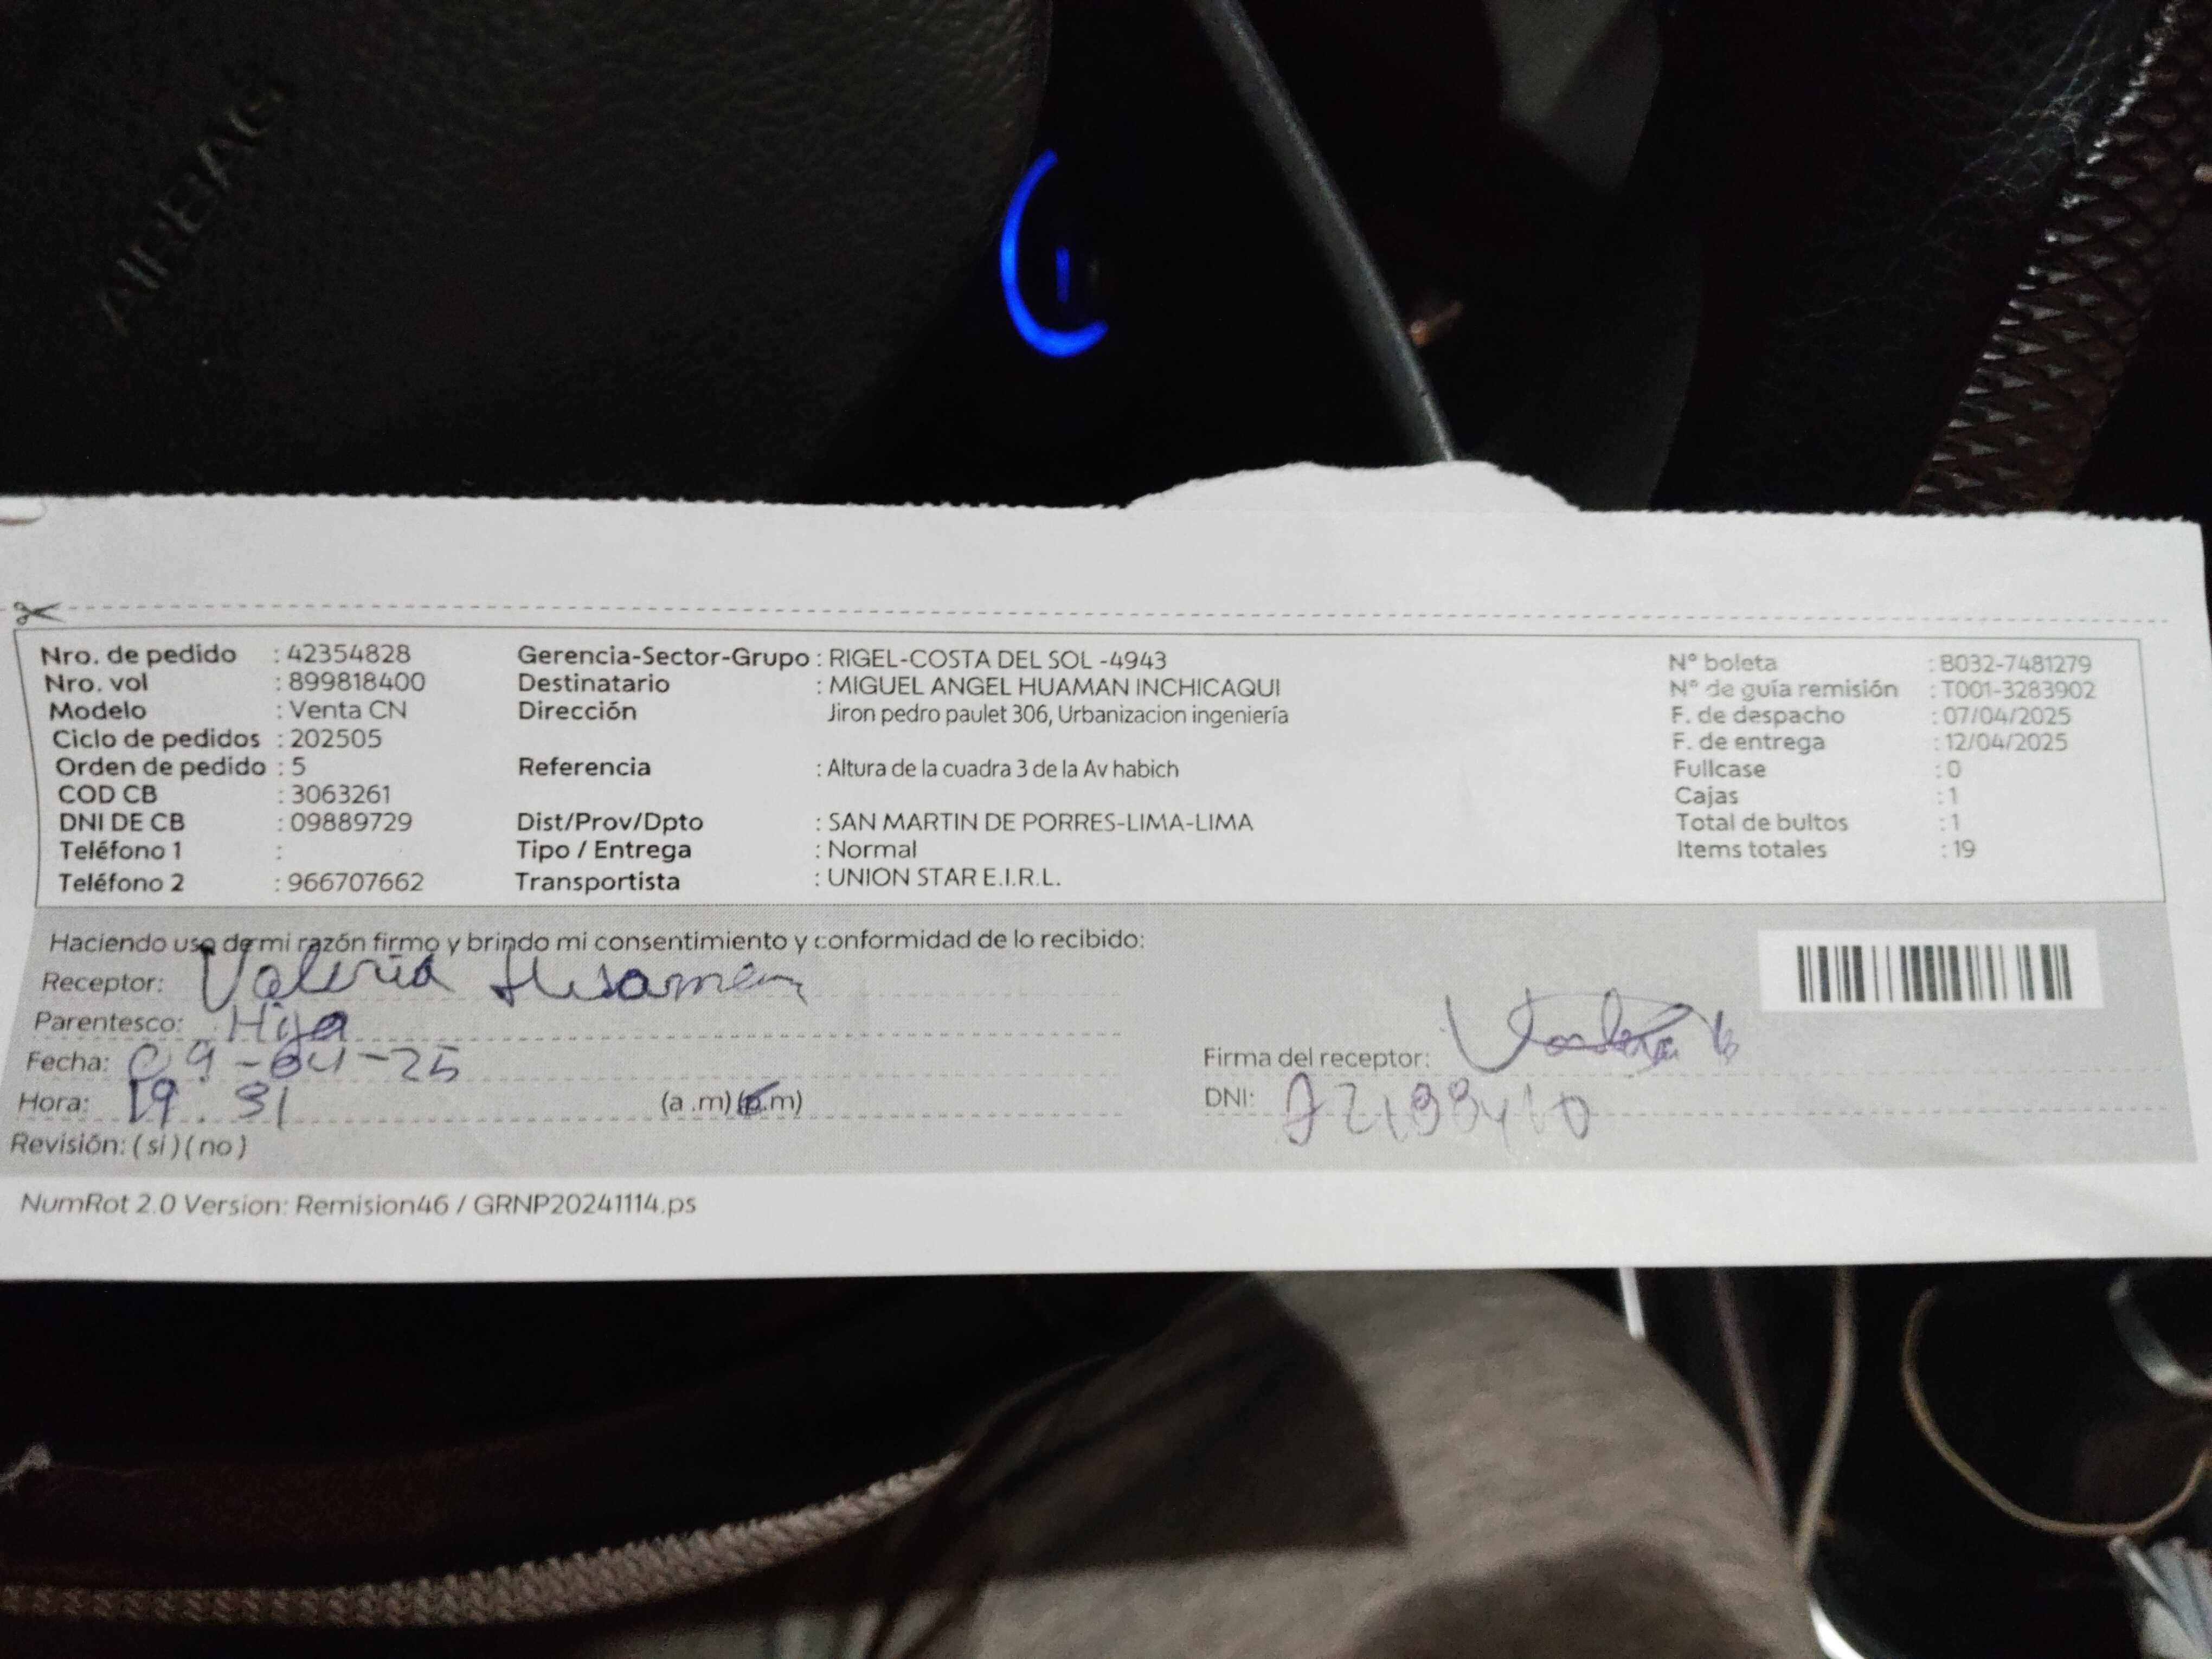 AIRBAG
Nro. de pedido : 42354828
Nro. vol : 899818400
Modelo : Venta CN
Ciclo de pedidos : 202505
Orden de pedido : 5
COD CB : 3063261
DNI DE CB : 09889729
Teléfono 1 :
Teléfono 2 : 966707662
Gerencia-Sector-Grupo : RIGEL-COSTA DEL SOL -4943
Destinatario : MIGUEL ANGEL HUAMAN INCHICAQUI
Dirección Jiron pedro paulet 306, Urbanizacion ingeniería
Referencia : Altura de la cuadra 3 de la Av habich
Dist/Prov/Dpto : SAN MARTIN DE PORRES-LIMA-LIMA
Tipo / Entrega : Normal
Transportista : UNION STAR E.I.R.L.
N° boleta : B032-7481279
N° de guía remisión : T001-3283902
F. de despacho : 07/04/2025
F. de entrega : 12/04/2025
Fullcase : 0
Cajas : 1
Total de bultos : 1
Items totales : 19
Haciendo uso de mi razón firmo y brindo mi consentimiento y conformidad de lo recibido:
Receptor: Valeria Huaman
Parentesco: Hija
Fecha: 09-04-25
Hora: 19.31 (a .m) (p.m)
Revisión: ( si ) ( no )
Firma del receptor:
DNI:
NumRot 2.0 Version: Remision46 / GRNP20241114.ps